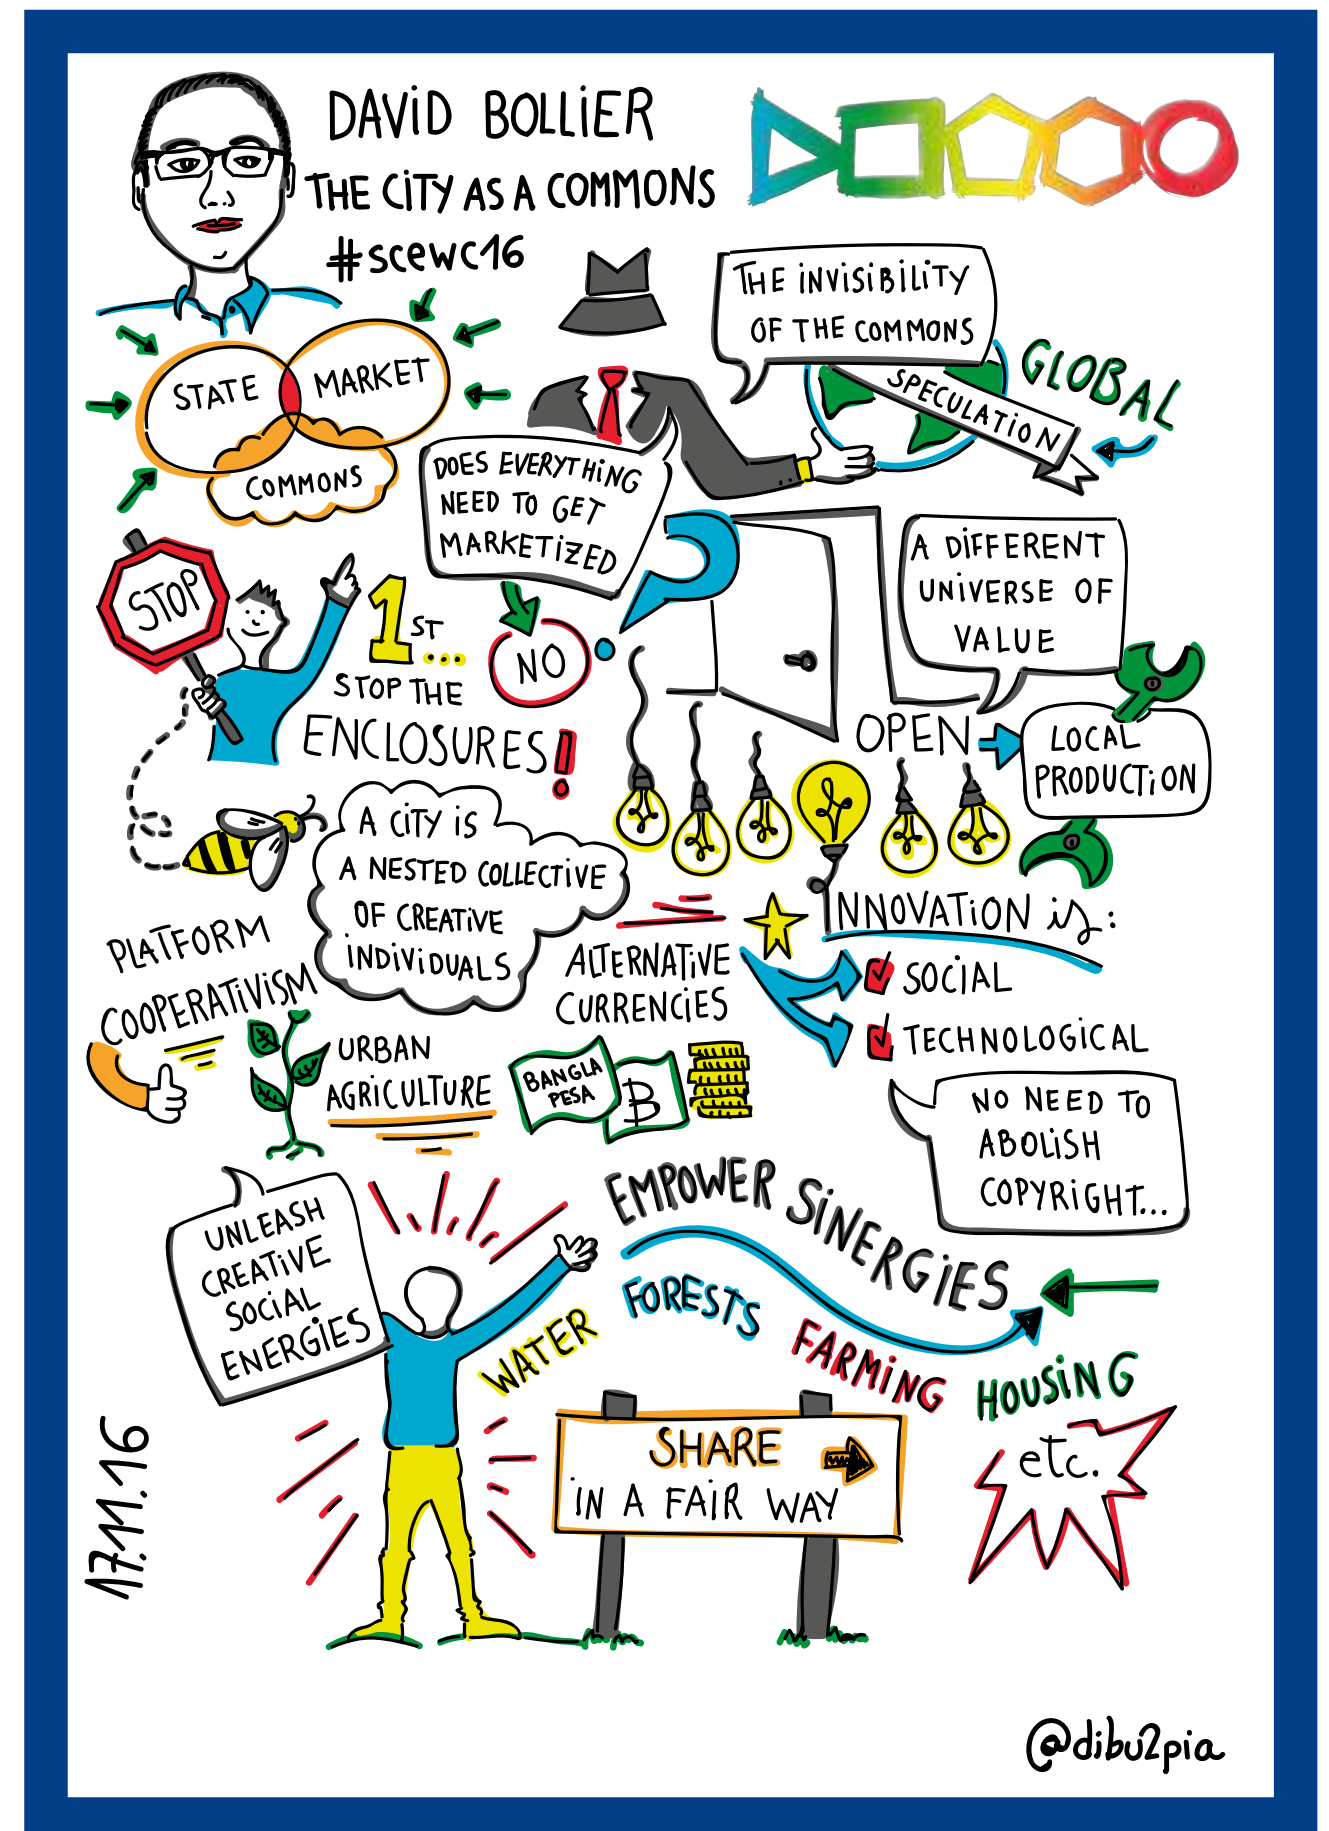 DAVID BOLLIER
THE CITY AS A COMMONS
#scewc16
THE INVISIBILITY
OF THE COMMONS
GLOBAL
SPECULATION
STATE
MARKET
COMMONS
DOES EVERYTHING
NEED TO GET
MARKETIZED
?
NO
STOP
1ST...
STOP THE
ENCLOSURES!
A DIFFERENT
UNIVERSE OF
VALUE
OPEN
LOCAL
PRODUCTION
A CITY IS
A NESTED COLLECTIVE
OF CREATIVE
INDIVIDUALS
INNOVATION is:
SOCIAL
TECHNOLOGICAL
PLATFORM
COOPERATIVISM
URBAN
AGRICULTURE
ALTERNATIVE
CURRENCIES
BANGLA
PESA
B
NO NEED TO
ABOLISH
COPYRIGHT...
UNLEASH
CREATIVE
SOCIAL
ENERGIES
EMPOWER SINERGIES
WATER
FORESTS
FARMING
HOUSING
etc.
SHARE
IN A FAIR WAY
17.11.16
@dibu2pia